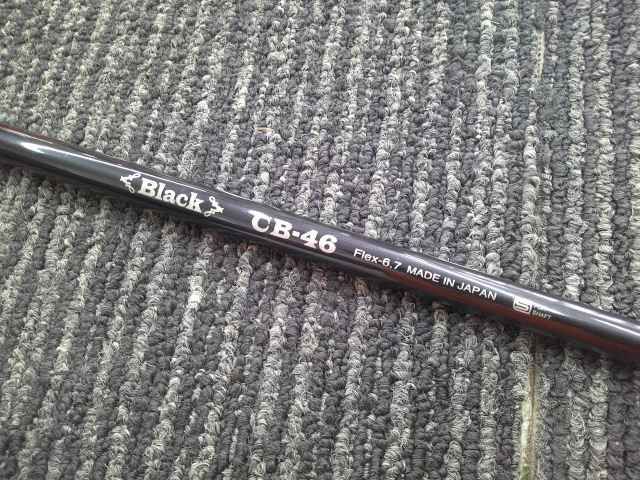 Black CB-46 Flex-6.7 MADE IN JAPAN
SHAFT